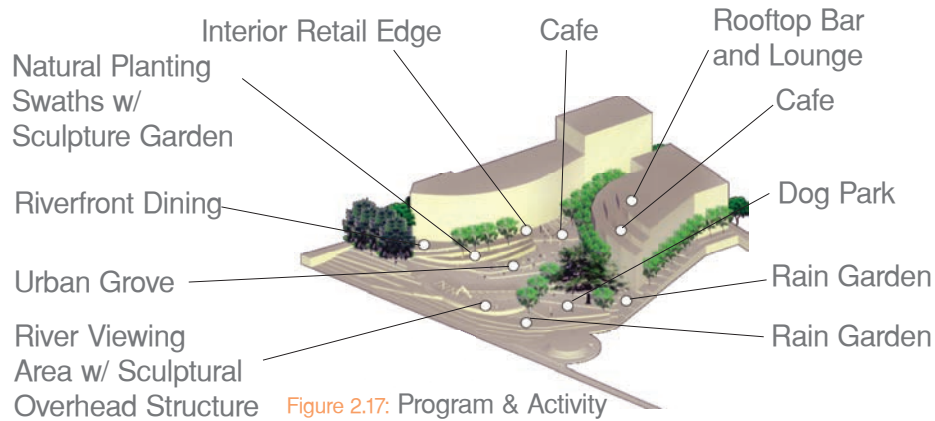 Interior Retail Edge
Cafe
Rooftop Bar
and Lounge
Natural Planting
Swaths w/
Sculpture Garden
Cafe
Riverfront Dining
Dog Park
Urban Grove
Rain Garden
River Viewing
Area w/ Sculptural
Overhead Structure
Rain Garden
Figure 2.17: Program & Activity